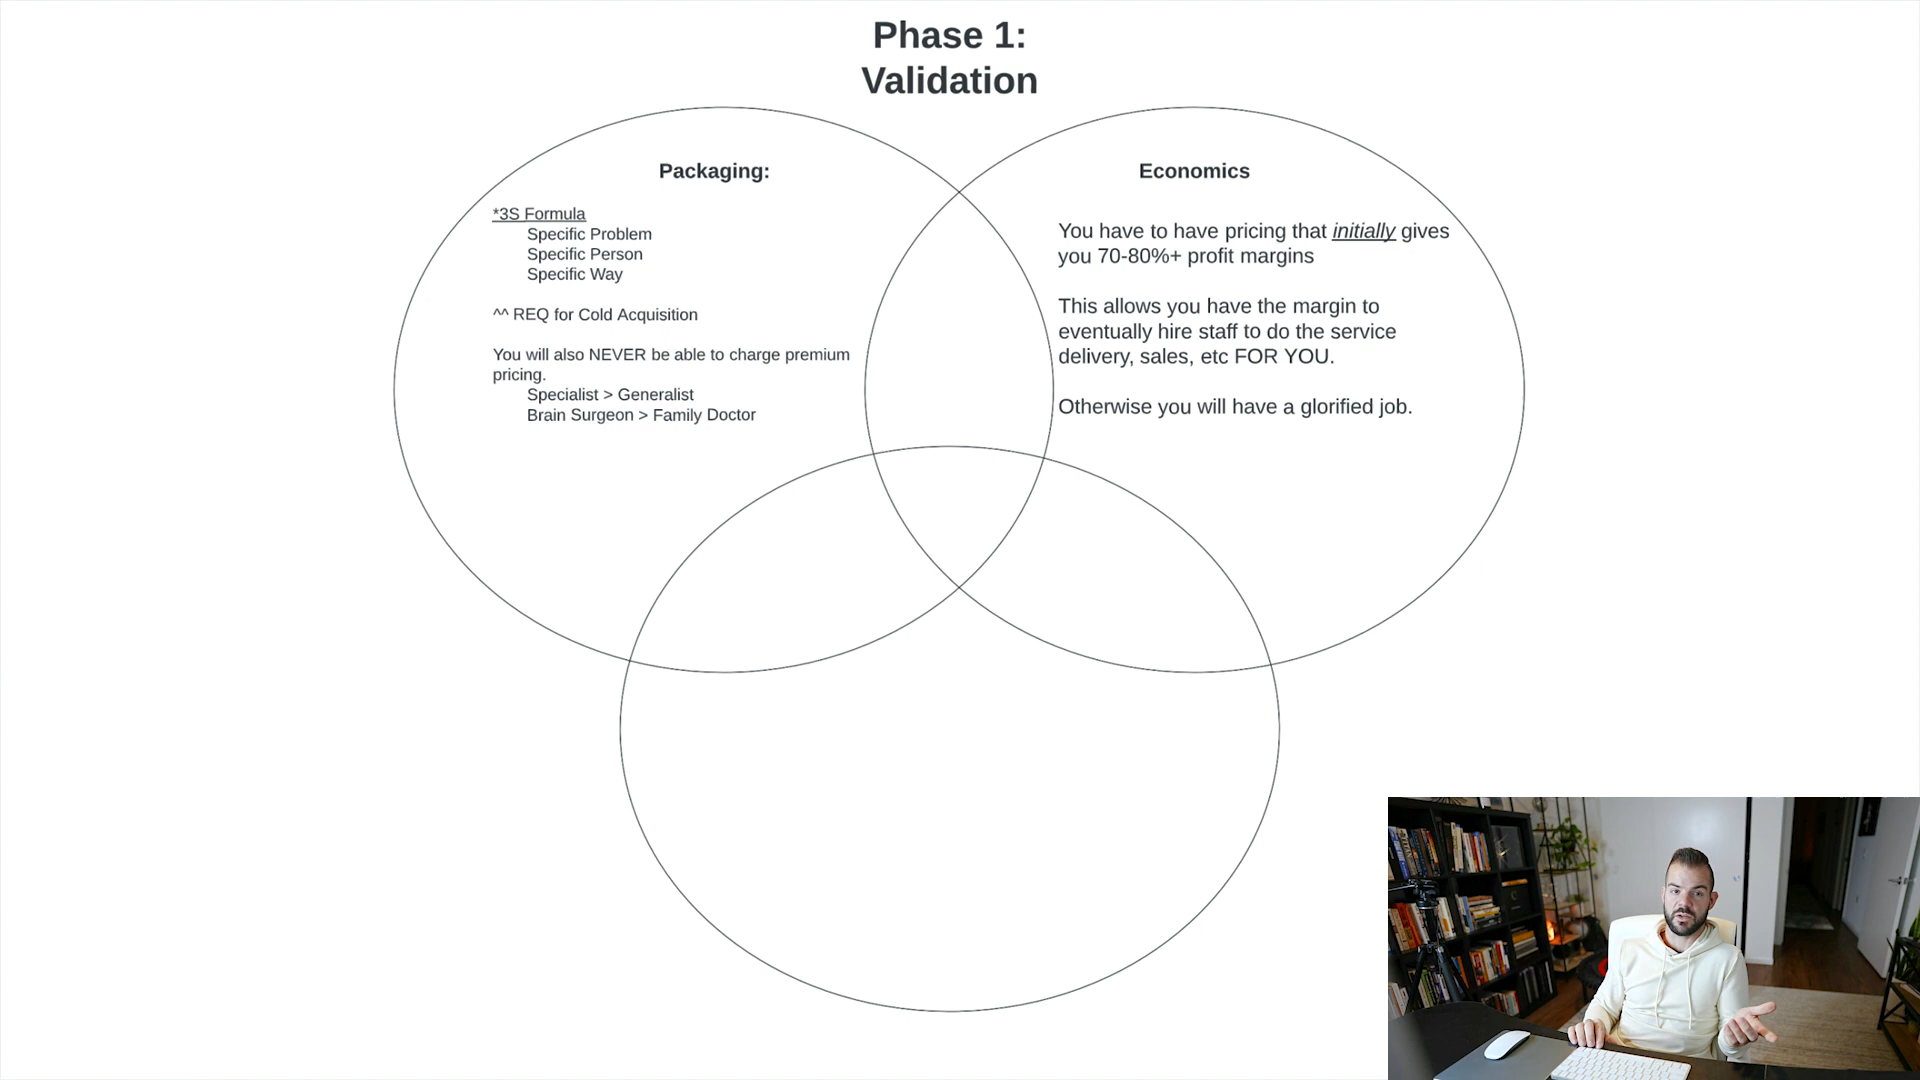 Phase 1:
Validation
Packaging:
*3S Formula
Specific Problem
Specific Person
Specific Way
^^ REQ for Cold Acquisition
You will also NEVER be able to charge premium
pricing.
Specialist > Generalist
Brain Surgeon > Family Doctor
Economics
You have to have pricing that initially gives
you 70-80%+ profit margins
This allows you have the margin to
eventually hire staff to do the service
delivery, sales, etc FOR YOU.
Otherwise you will have a glorified job.